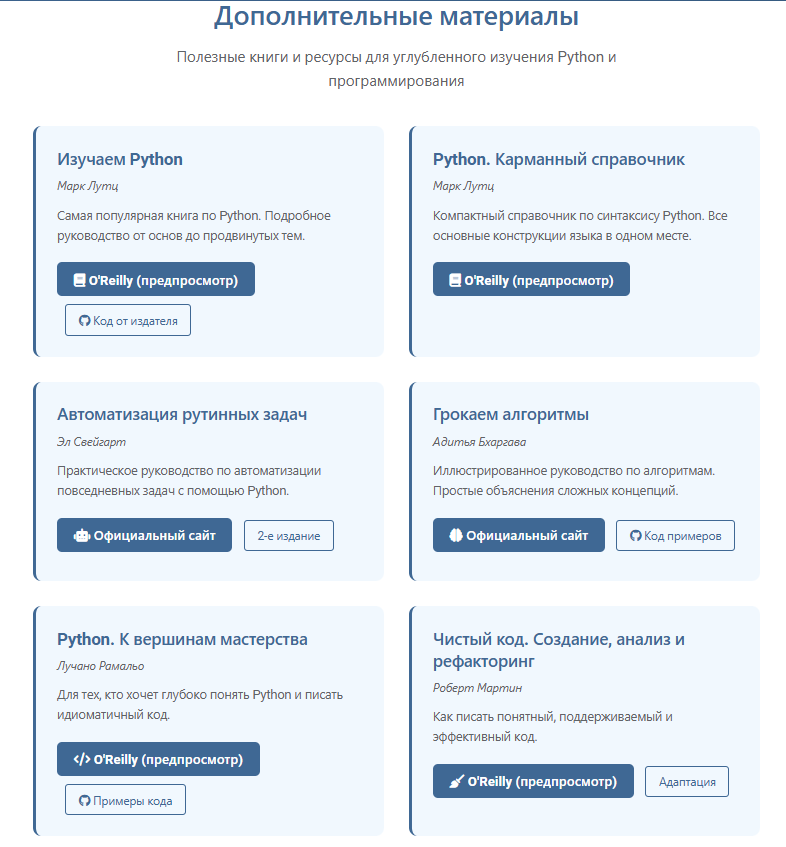 Дополнительные материалы
Полезные книги и ресурсы для углубленного изучения Python и
программирования
Изучаем Python
Марк Лутц
Самая популярная книга по Python. Подробное
руководство от основ до продвинутых тем.
O'Reilly (предпросмотр)
Код от издателя
Python. Карманный справочник
Марк Лутц
Компактный справочник по синтаксису Python. Все
основные конструкции языка в одном месте.
O'Reilly (предпросмотр)
Автоматизация рутинных задач
Эл Свейгарт
Практическое руководство по автоматизации
повседневных задач с помощью Python.
Официальный сайт
2-е издание
Грокаем алгоритмы
Адитья Бхаргава
Иллюстрированное руководство по алгоритмам.
Простые объяснения сложных концепций.
Официальный сайт
Код примеров
Python. К вершинам мастерства
Лучано Рамальо
Для тех, кто хочет глубоко понять Python и писать
идиоматичный код.
O'Reilly (предпросмотр)
Примеры кода
Чистый код. Создание, анализ и
рефакторинг
Роберт Мартин
Как писать понятный, поддерживаемый и
эффективный код.
O'Reilly (предпросмотр)
Адаптация